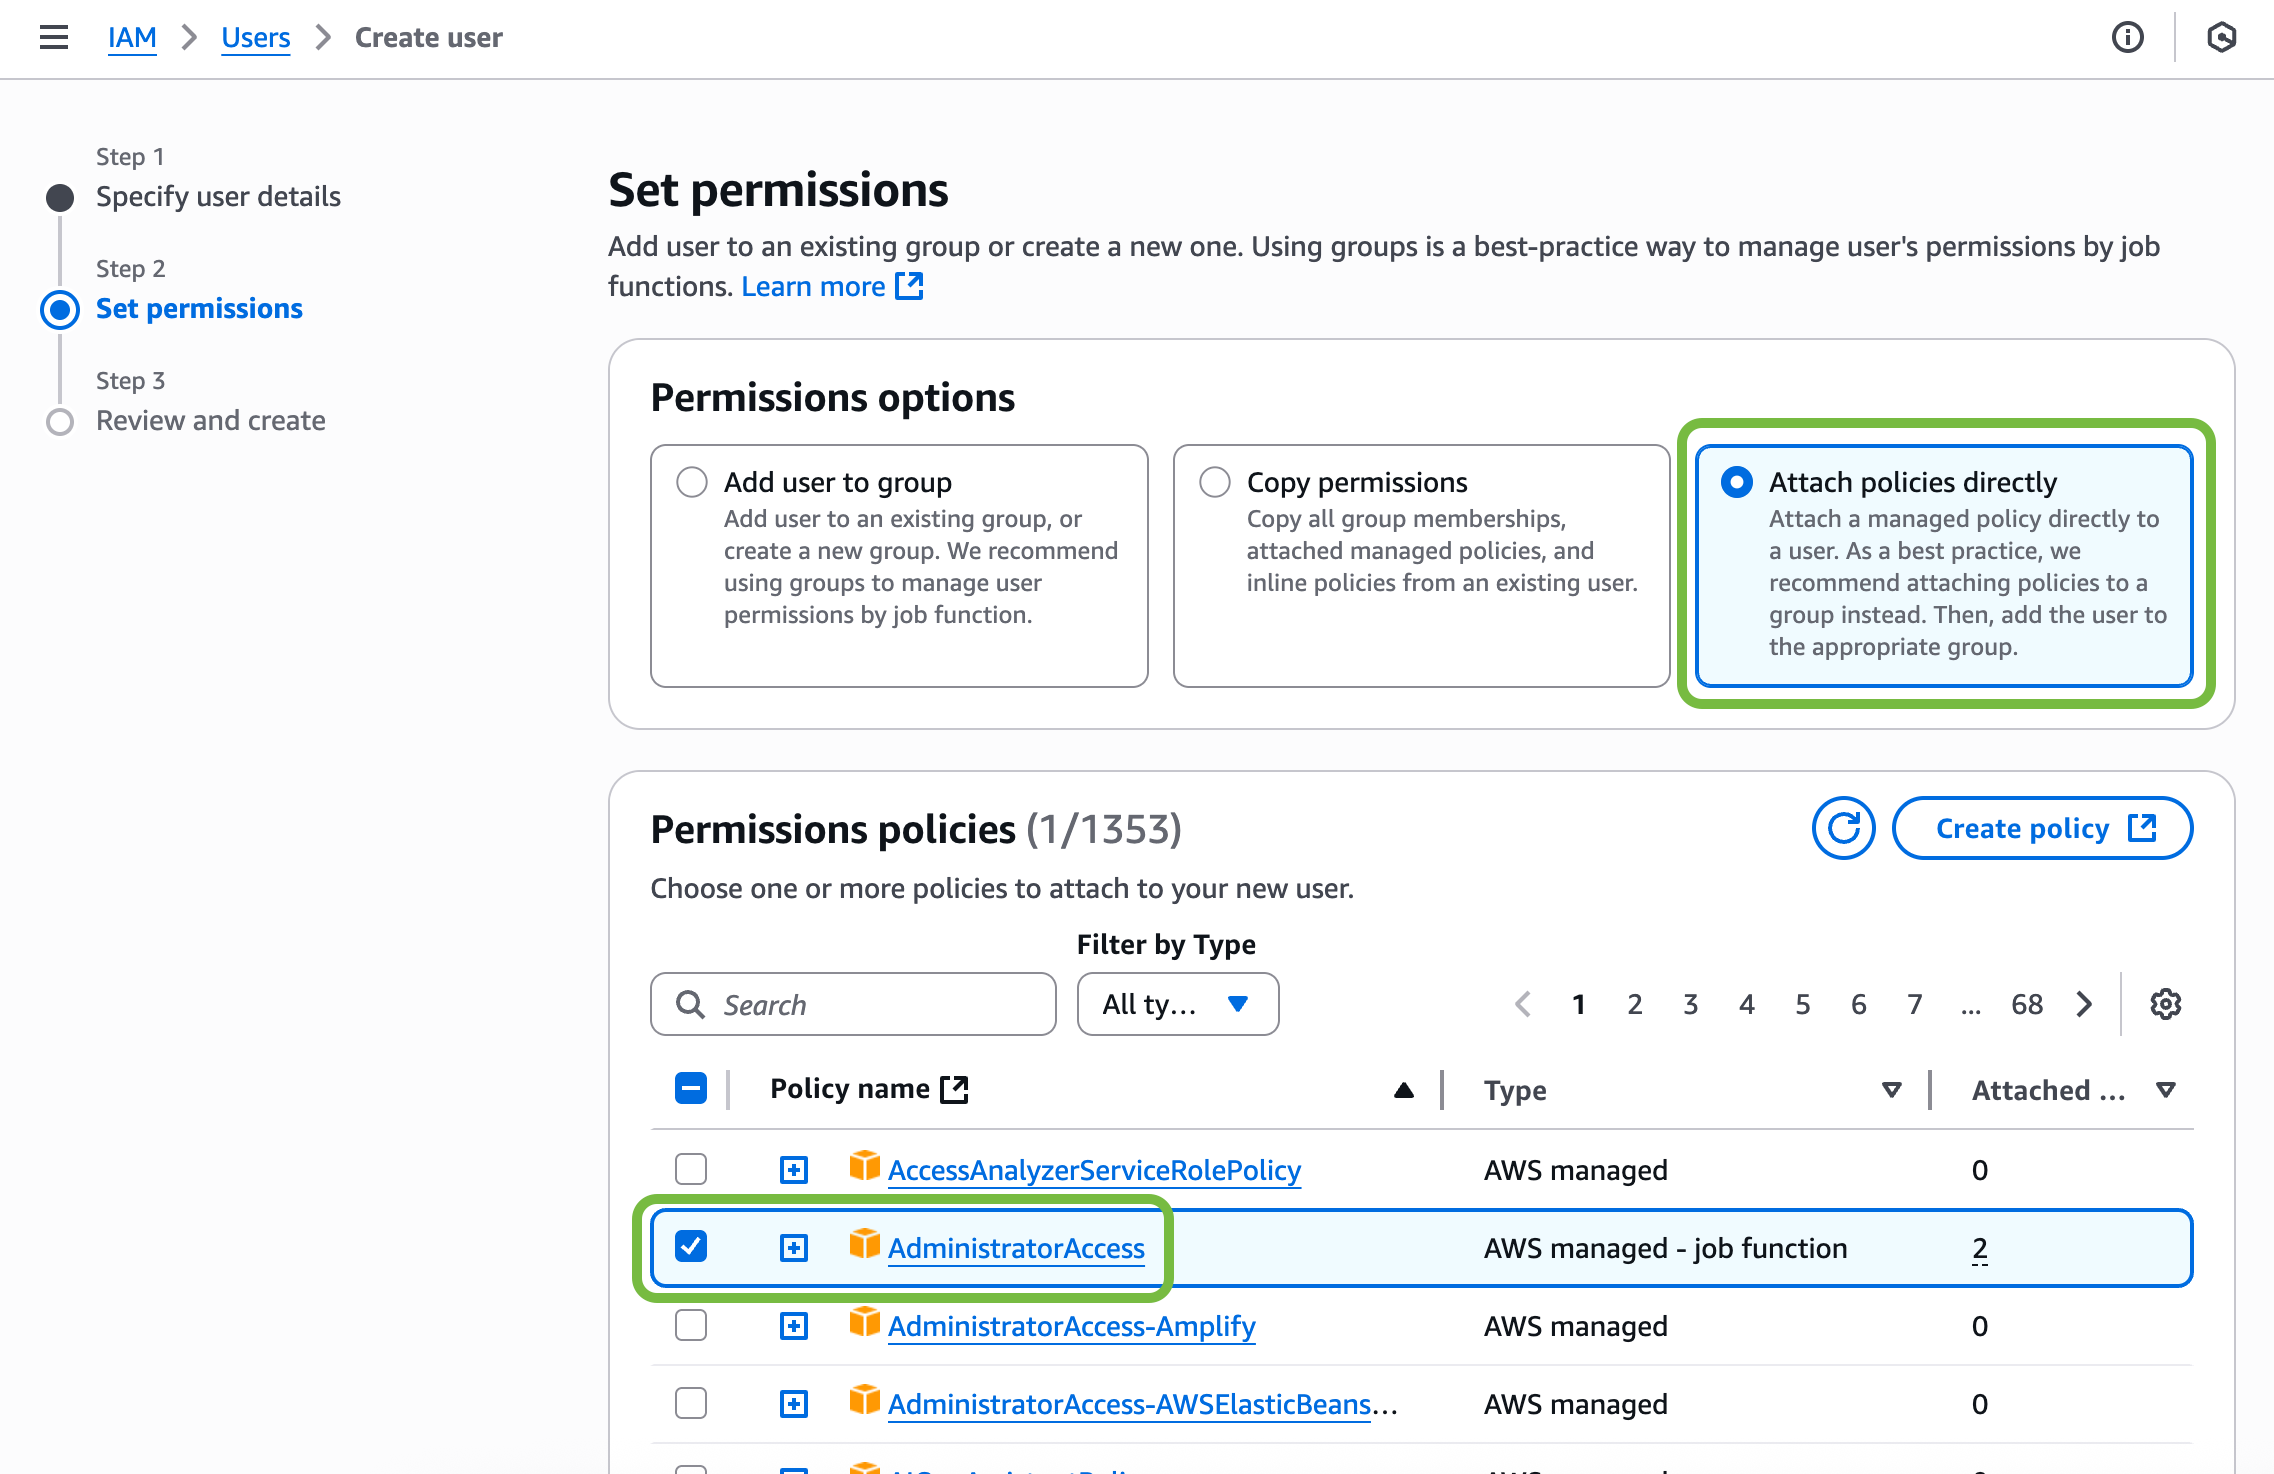 IAM > Users > Create user
Step 1
Specify user details
Step 2
Set permissions
Step 3
Review and create
Set permissions
Add user to an existing group or create a new one. Using groups is a best-practice way to manage user's permissions by job
functions. Learn more
Permissions options
Add user to group
Add user to an existing group, or
create a new group. We recommend
using groups to manage user
permissions by job function.
Copy permissions
Copy all group memberships,
attached managed policies, and
inline policies from an existing user.
Attach policies directly
Attach a managed policy directly to
a user. As a best practice, we
recommend attaching policies to a
group instead. Then, add the user to
the appropriate group.
Permissions policies (1/1353)
Create policy
Choose one or more policies to attach to your new user.
Filter by Type
Search
All ty...
1 2 3 4 5 6 7 ... 68
Policy name Type Attached ...
AccessAnalyzerServiceRolePolicy AWS managed 0
AdministratorAccess AWS managed - job function 2
AdministratorAccess-Amplify AWS managed 0
AdministratorAccess-AWSElasticBeans... AWS managed 0